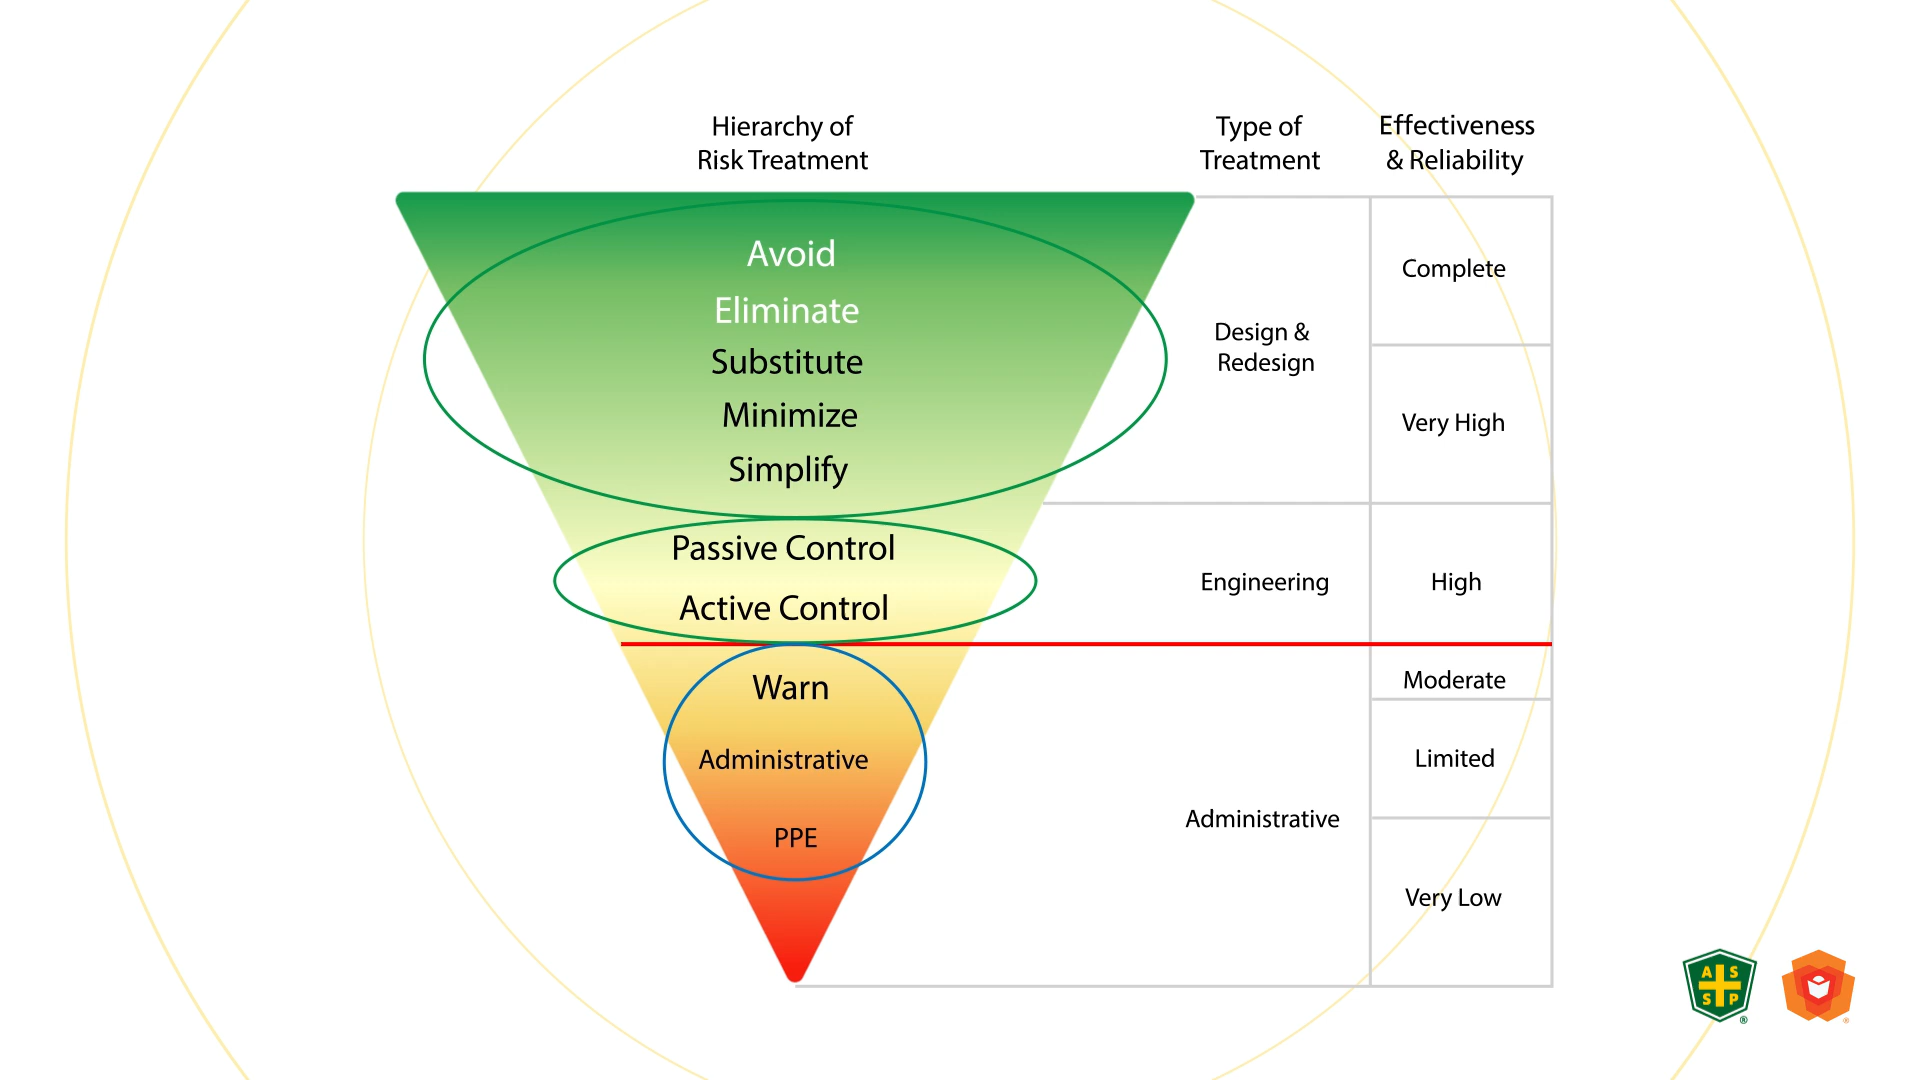 Hierarchy of
Risk Treatment
Type of
Treatment
Effectiveness
& Reliability
Avoid
Eliminate
Substitute
Minimize
Simplify
Passive Control
Active Control
Warn
Administrative
PPE
Design &
Redesign
Engineering
Administrative
Complete
Very High
High
Moderate
Limited
Very Low
A S
S P
®
®